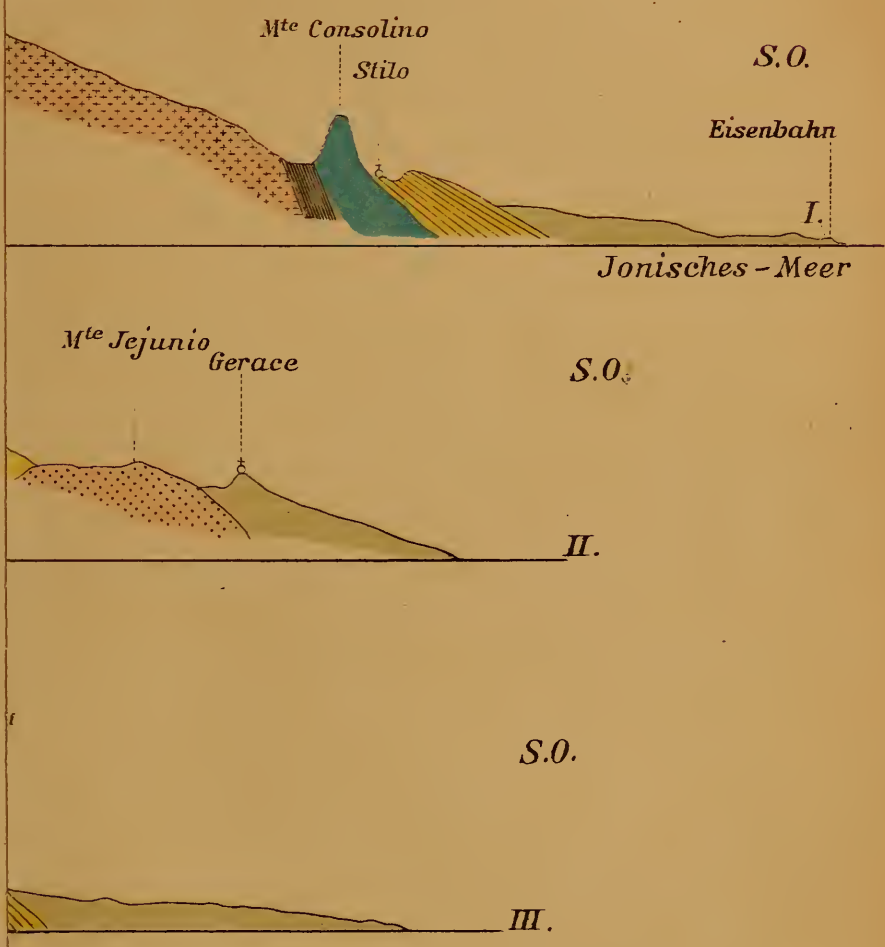 Mte Consolino
Stilo
S.O.
Eisenbahn
I.
Jonisches-Meer
Mte Jejunio
Gerace
S.O.
II.
S.O.
III.